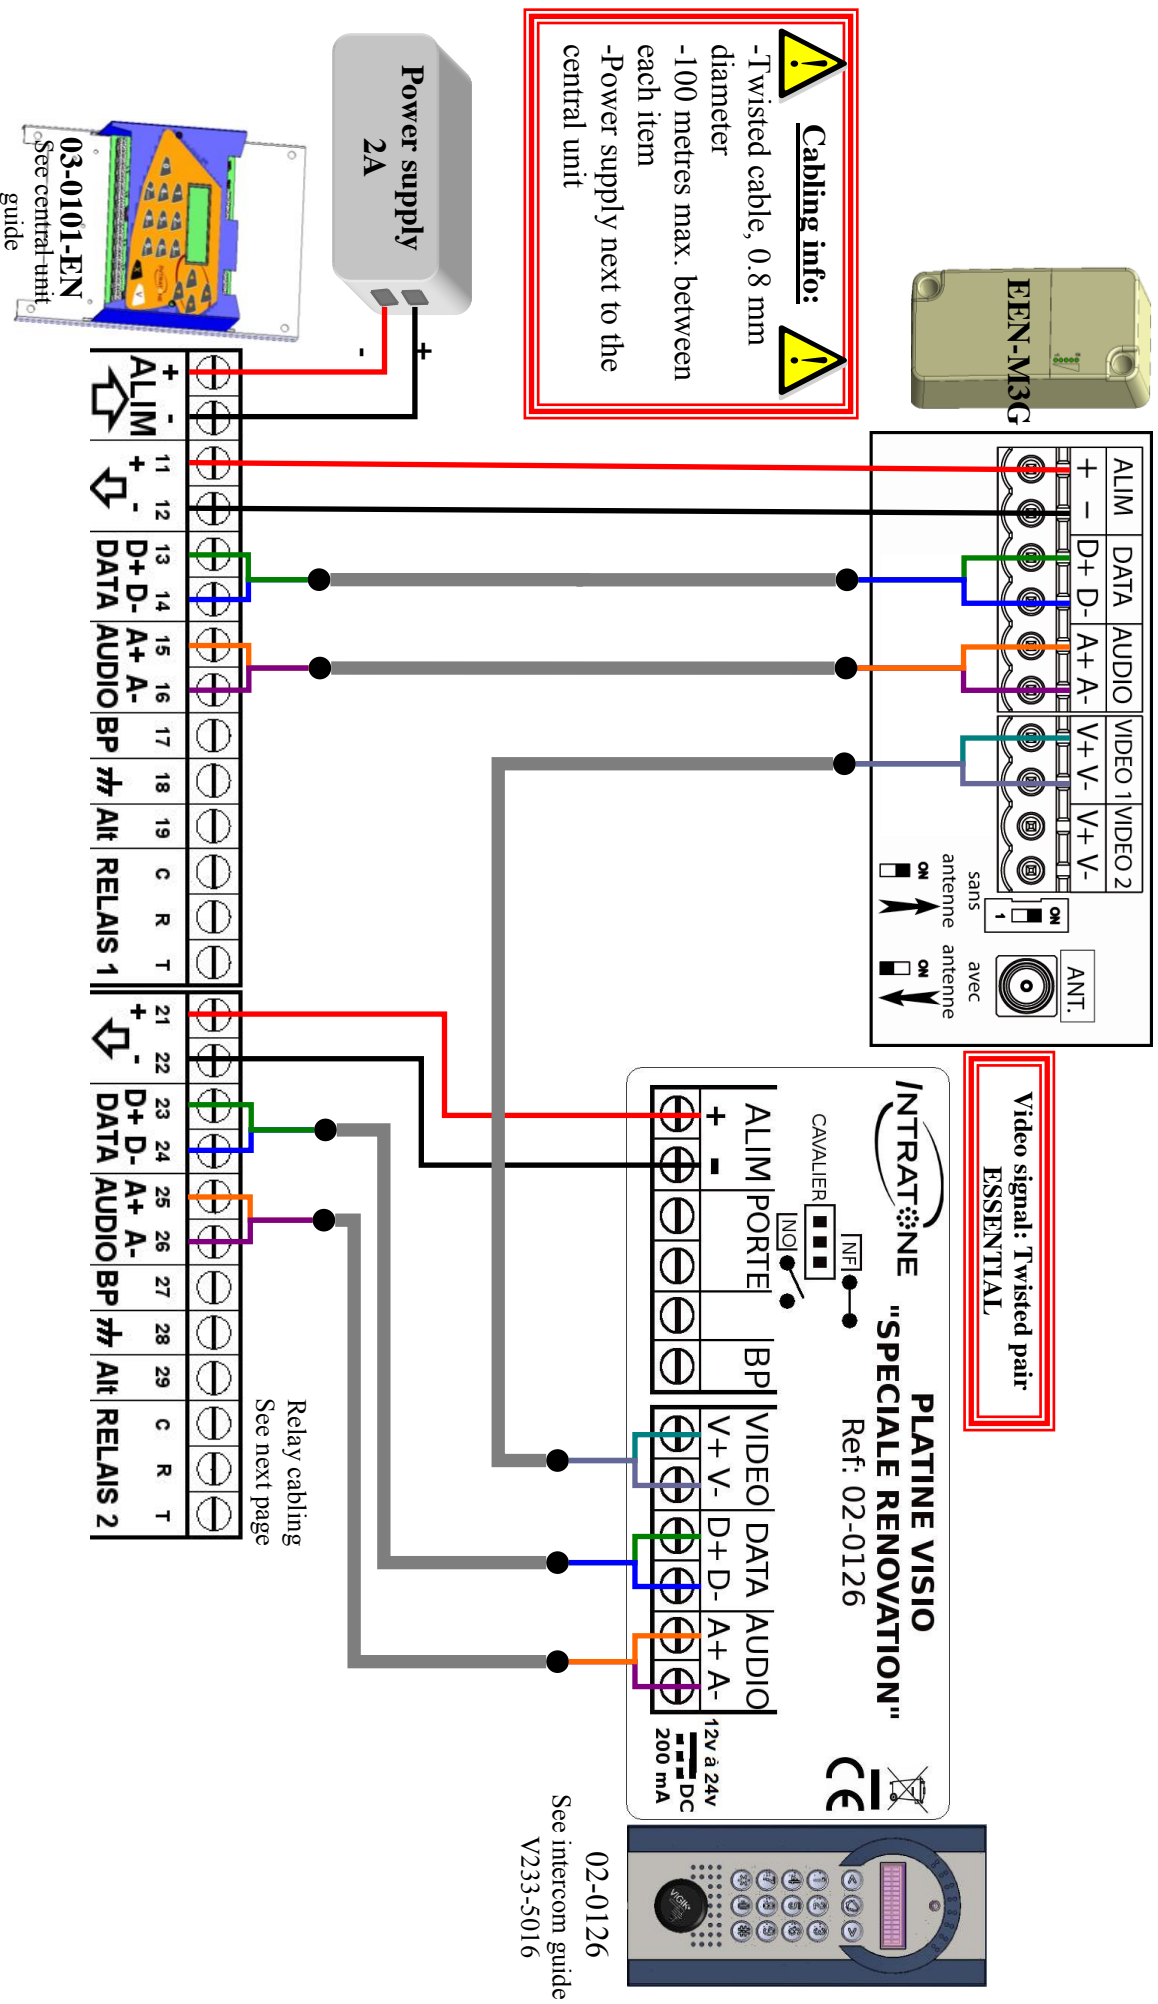 EEN-M3G
Cabling info:
-Twisted cable, 0.8 mm
diameter
-100 metres max. between
each item
-Power supply next to the
central unit
Power supply
2A
+
-
03-0101-EN
See central unit
guide
ALIM DATA AUDIO VIDEO 1 VIDEO 2
+ − D+ D- A+ A- V+ V- V+ V-
ON
1
sans
antenne
ON
ANT.
avec
antenne
ON
Video signal: Twisted pair
ESSENTIAL
INTRATONE
PLATINE VISIO
"SPECIALE RENOVATION"
Ref: 02-0126
CAVALIER
NF
NO
ALIM PORTE BP VIDEO DATA AUDIO
+ - V+ V- D+ D- A+ A-
12v à 24v
DC
200 mA
CE
02-0126
See intercom guide
V233-5016
VIGIK
Relay cabling
See next page
+ - 11 12 13 14 15 16 17 18 19 C R T
+ - D+ D- A+ A-
ALIM DATA AUDIO BP Alt RELAIS 1
21 22 23 24 25 26 27 28 29 C R T
+ - D+ D- A+ A-
DATA AUDIO BP Alt RELAIS 2